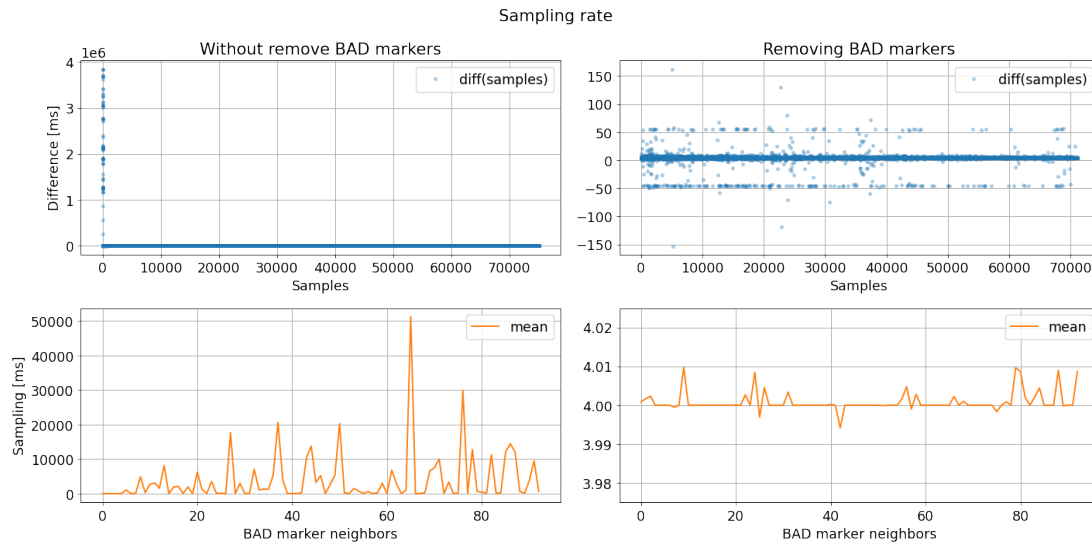 Sampling rate
Without remove BAD markers
1e6
4
3
2
1
0
Difference [ms]
diff(samples)
0 10000 20000 30000 40000 50000 60000 70000
Samples
Removing BAD markers
150
100
50
0
−50
−100
−150
diff(samples)
0 10000 20000 30000 40000 50000 60000 70000
Samples
50000
40000
30000
20000
10000
0
Sampling [ms]
mean
0 20 40 60 80
BAD marker neighbors
4.02
4.01
4.00
3.99
3.98
mean
0 20 40 60 80
BAD marker neighbors